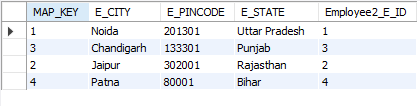 MAP_KEY E_CITY E_PINCODE E_STATE Employee2_E_ID
1 Noida 201301 Uttar Pradesh 1
3 Chandigarh 133301 Punjab 3
2 Jaipur 302001 Rajasthan 2
4 Patna 80001 Bihar 4